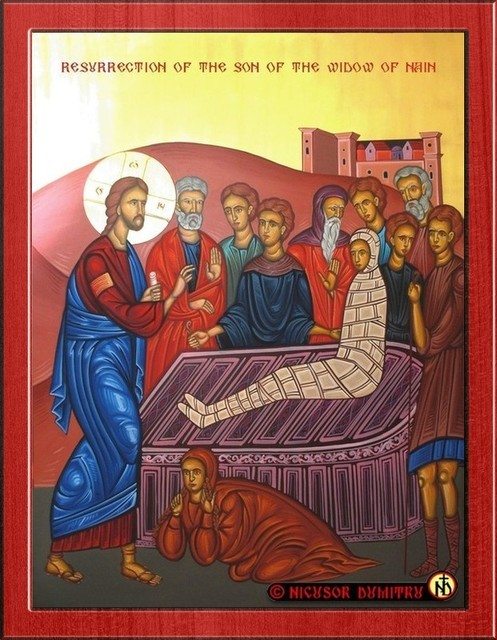 RESURRECTION OF THE SON OF THE WIDOW OF NAIN
© NICUSOR DUMITRU